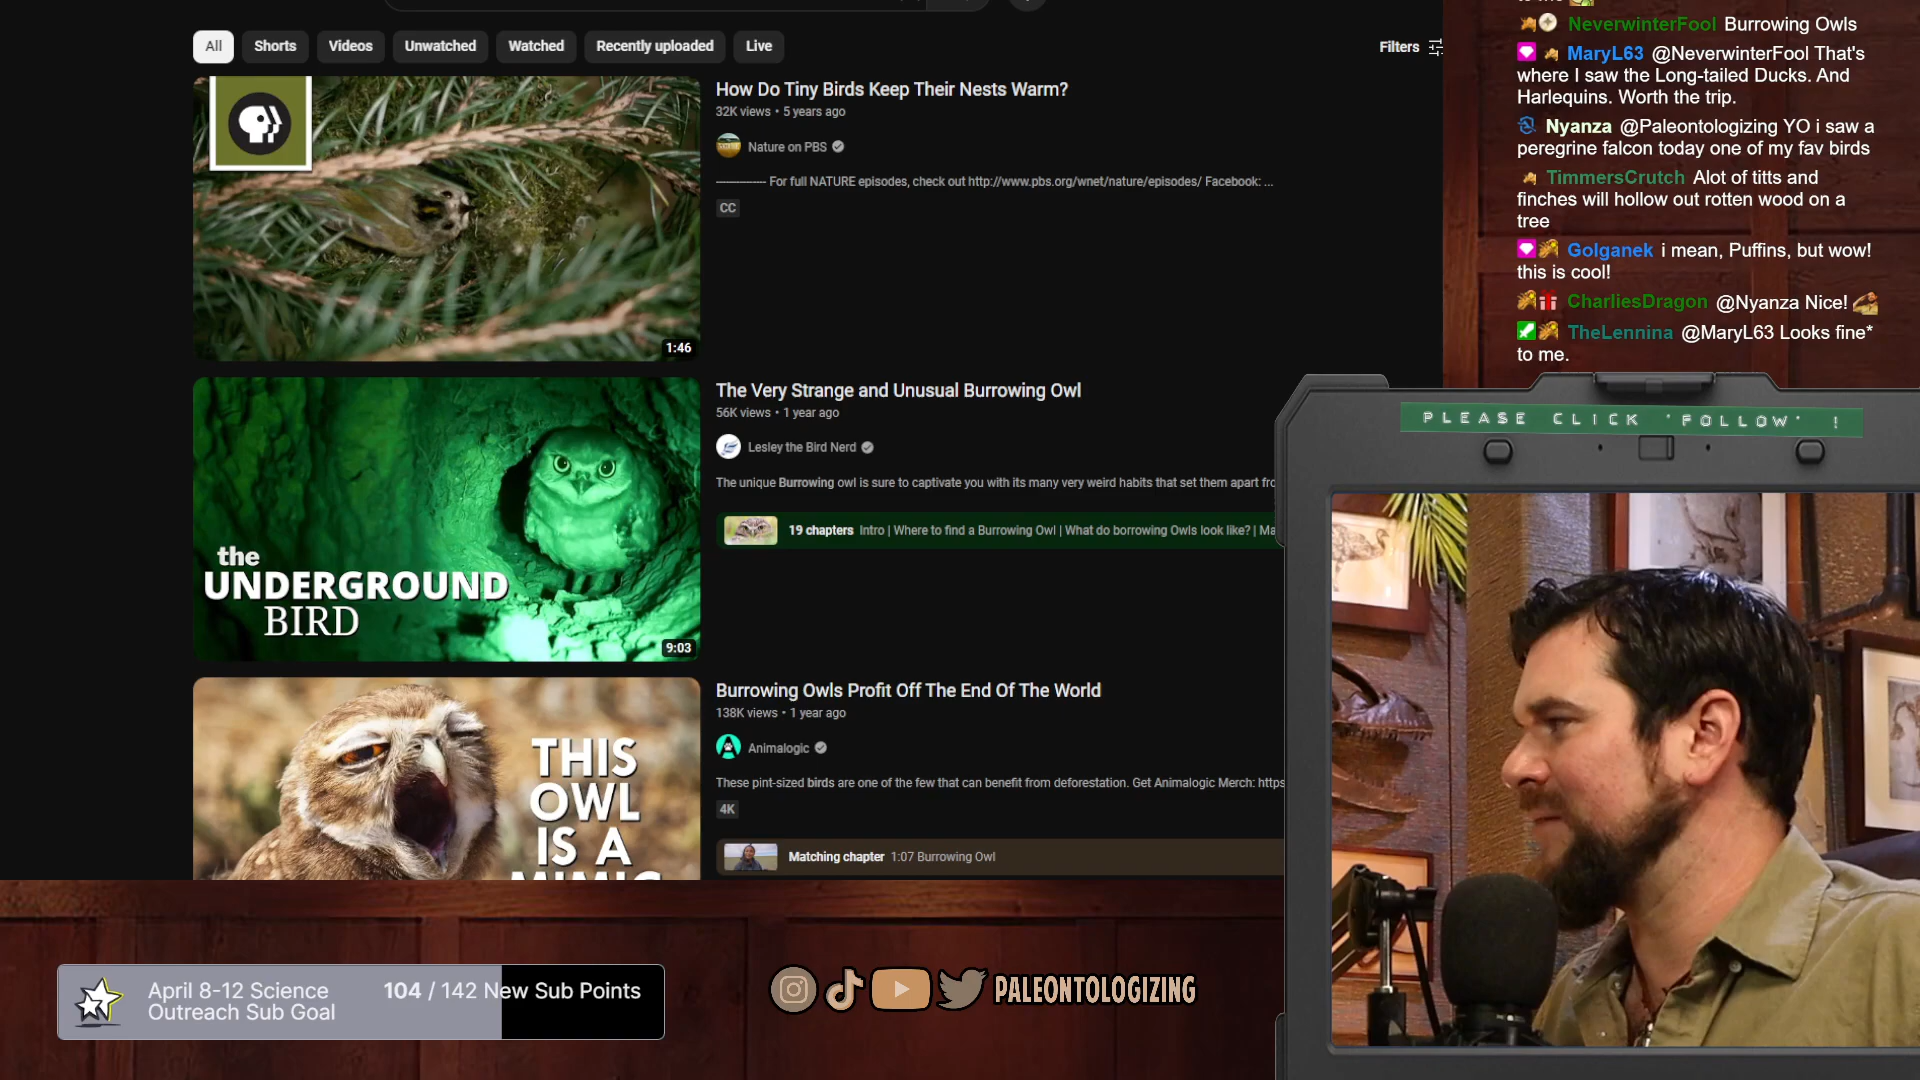 All
Shorts
Videos
Unwatched
Watched
Recently uploaded
Live
Filters
How Do Tiny Birds Keep Their Nests Warm?
32K views • 5 years ago
Nature on PBS
---------------- For full NATURE episodes, check out http://www.pbs.org/wnet/nature/episodes/ Facebook: ...
CC
1:46
The Very Strange and Unusual Burrowing Owl
56K views • 1 year ago
Lesley the Bird Nerd
The unique Burrowing owl is sure to captivate you with its many very weird habits that set them apart
19 chapters Intro | Where to find a Burrowing Owl | What do borrowing Owls look like? |
the
UNDERGROUND
BIRD
9:03
Burrowing Owls Profit Off The End Of The World
138K views • 1 year ago
Animalogic
These pint-sized birds are one of the few that can benefit from deforestation. Get Animalogic Merch: https
4K
Matching chapter 1:07 Burrowing Owl
THIS
OWL
IS A
MIMIC
to me
NeverwinterFool Burrowing Owls
MaryL63 @NeverwinterFool That's
where I saw the Long-tailed Ducks. And
Harlequins. Worth the trip.
Nyanza @Paleontologizing YO i saw a
peregrine falcon today one of my fav birds
TimmersCrutch Alot of titts and
finches will hollow out rotten wood on a
tree
Golganek i mean, Puffins, but wow!
this is cool!
CharliesDragon @Nyanza Nice!
TheLennina @MaryL63 Looks fine*
to me.
PLEASE CLICK 'FOLLOW' !
April 8-12 Science
Outreach Sub Goal
104 / 142 New Sub Points
PALEONTOLOGIZING